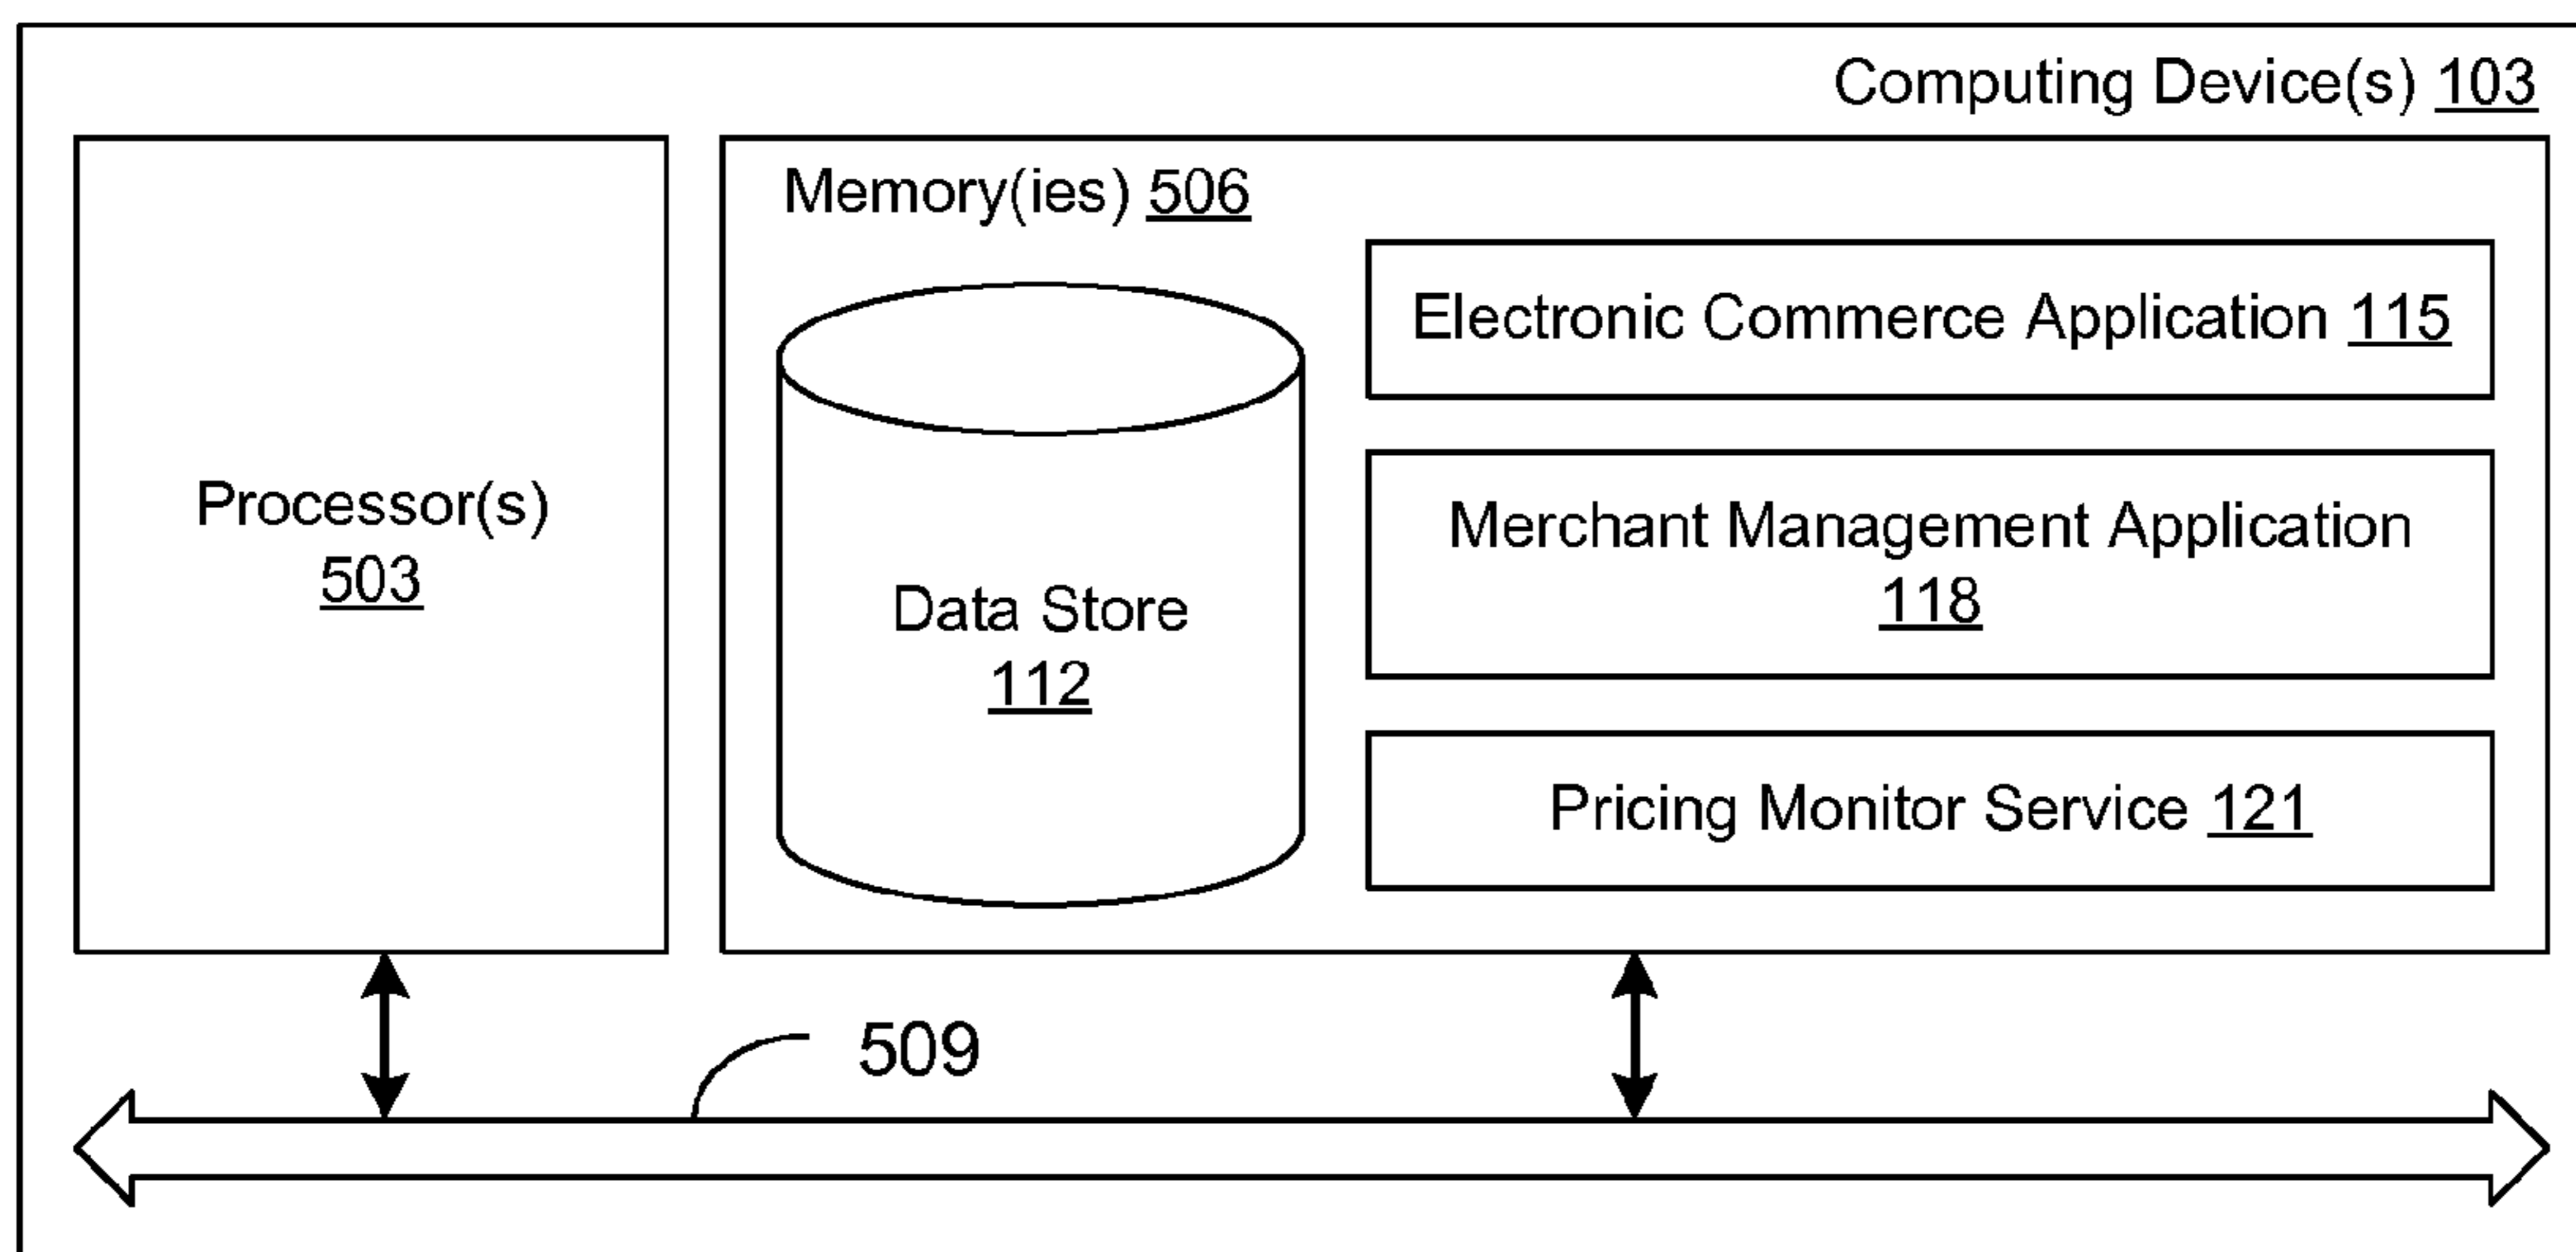 Computing Device(s) 103
Memory(ies) 506
Processor(s)
503
Data Store
112
Electronic Commerce Application 115
Merchant Management Application
118
Pricing Monitor Service 121
509